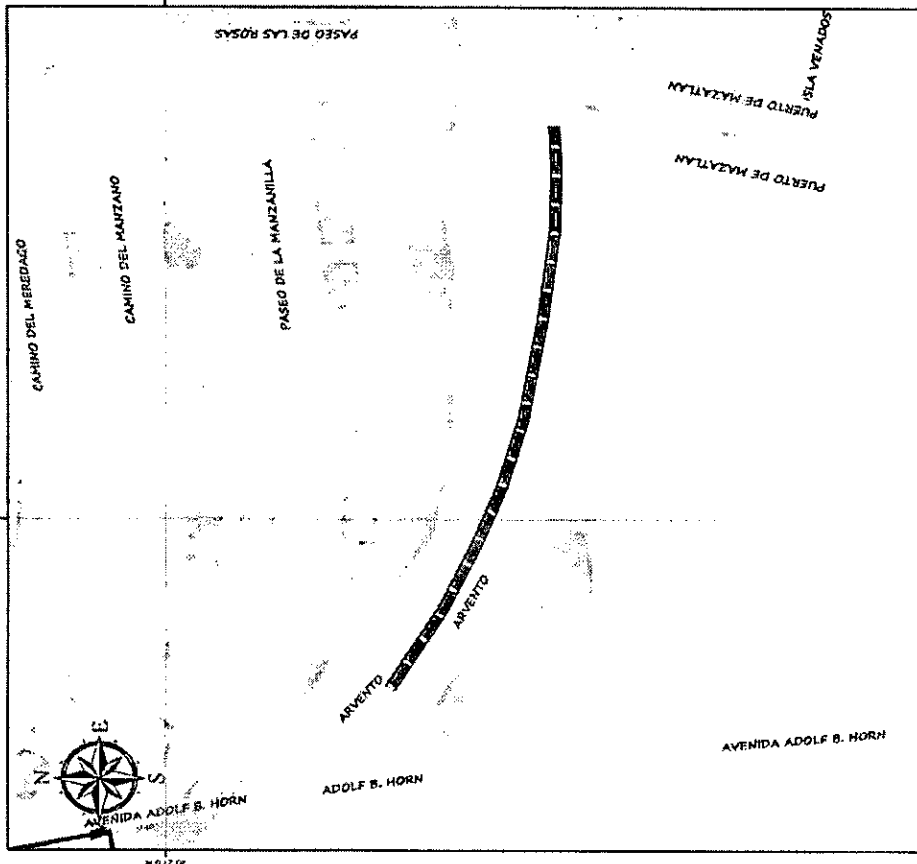 PASEO DE LAS ROSAS
ISLA VENADOS
PUERTO DE MAZATLAN
PUERTO DE MAZATLAN
CAMINO DEL MEREDAGO
CAMINO DEL MANZANO
PASEO DE LA MANZANILLA
ARVENTO
ARVENTO
N
E
S
AVENIDA ADOLF B. HORN
ADOLF B. HORN
AVENIDA ADOLF B. HORN